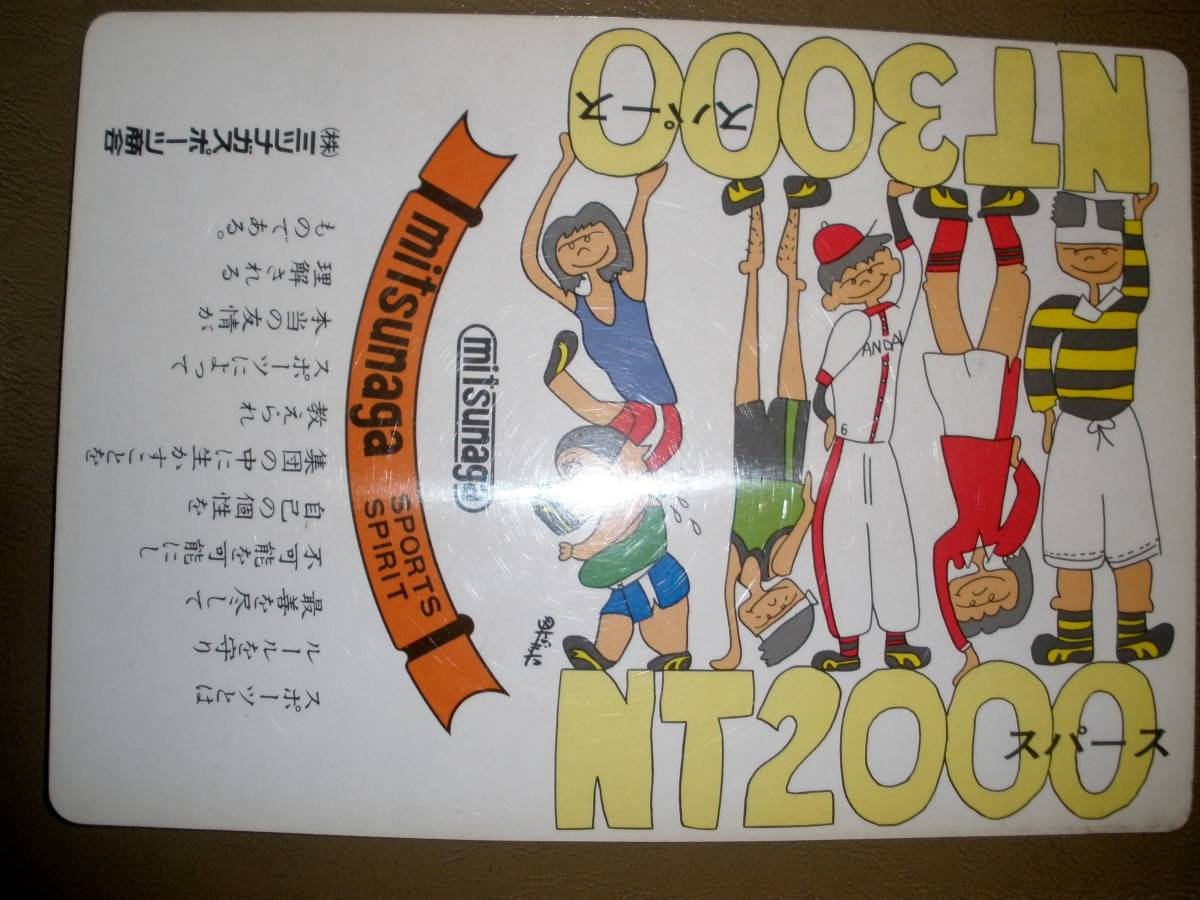 NT3000
スパース
NT2000
スパース
6
mitsunaga
mitsunaga
SPORTS
SPIRIT
スポーツとは
ルールを守り
最善を尽して
不可能を可能にし
自己の個性を
集団の中に生かすことを
教えられ
スポーツによって
本当の友情が
理解される
ものである。
㈱ミツナガスポーツ商会